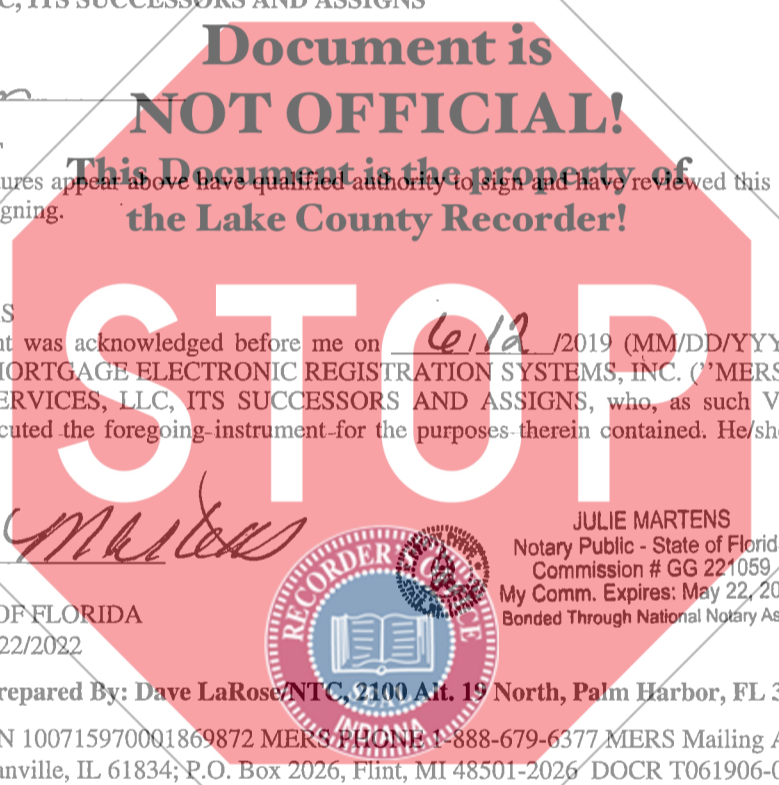 C, ITS SUCCESSORS AND ASSIGNS
Document is
NOT OFFICIAL!
This Document is the property of
ures appear above have qualified authority to sign and have reviewed this
gning.
the Lake County Recorder!
STOP
S
nt was acknowledged before me on 6/12 /2019 (MM/DD/YYY
MORTGAGE ELECTRONIC REGISTRATION SYSTEMS, INC. ("MERS
ERVICES, LLC, ITS SUCCESSORS AND ASSIGNS, who, as such V
cuted the foregoing instrument for the purposes therein contained. He/she
Martens
JULIE MARTENS
Notary Public - State of Florid
Commission # GG 221059
My Comm. Expires: May 22, 20
Bonded Through National Notary As
RECORDER'S OFFICE
SEAL
INDIANA
OF FLORIDA
22/2022
repared By: Dave LaRose/NTC, 2100 Alt. 19 North, Palm Harbor, FL 3
N 100715970001869872 MERS PHONE 1-888-679-6377 MERS Mailing A
anville, IL 61834; P.O. Box 2026, Flint, MI 48501-2026 DOCR T061906-0